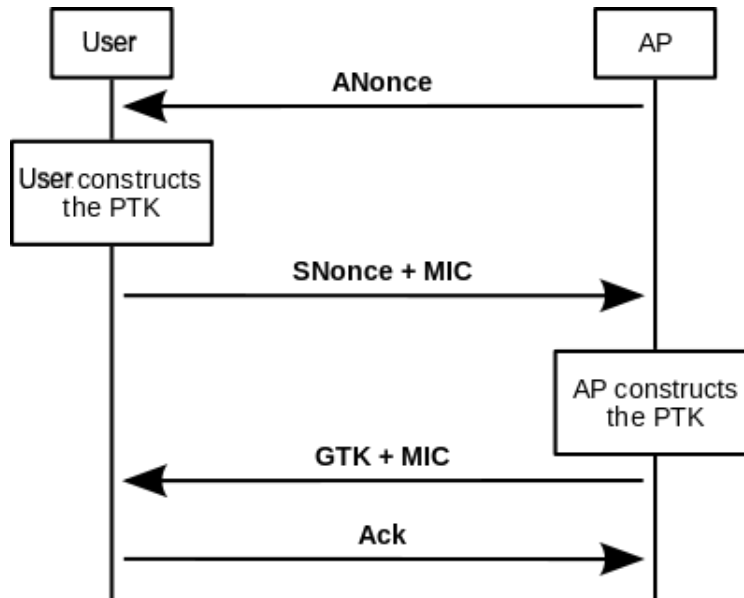 User
AP
ANonce
User constructs
the PTK
SNonce + MIC
AP constructs
the PTK
GTK + MIC
Ack